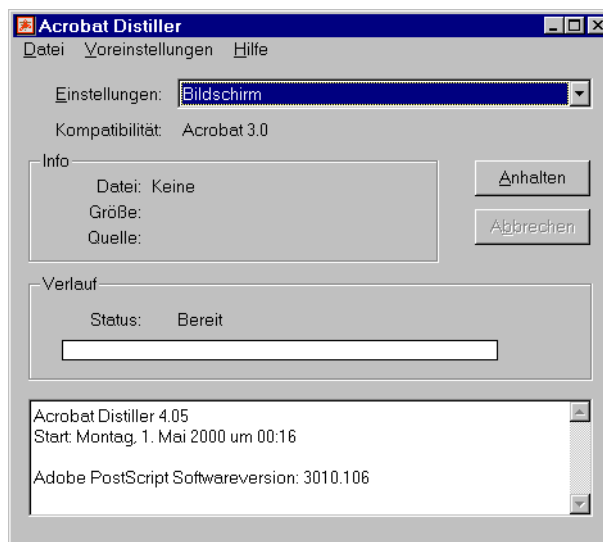 Acrobat Distiller
Datei Voreinstellungen Hilfe
Einstellungen: Bildschirm
Kompatibilität: Acrobat 3.0
Info
Datei: Keine
Größe:
Quelle:
Anhalten
Abbrechen
Verlauf
Status: Bereit
Acrobat Distiller 4.05
Start: Montag, 1. Mai 2000 um 00:16
Adobe PostScript Softwareversion: 3010.106